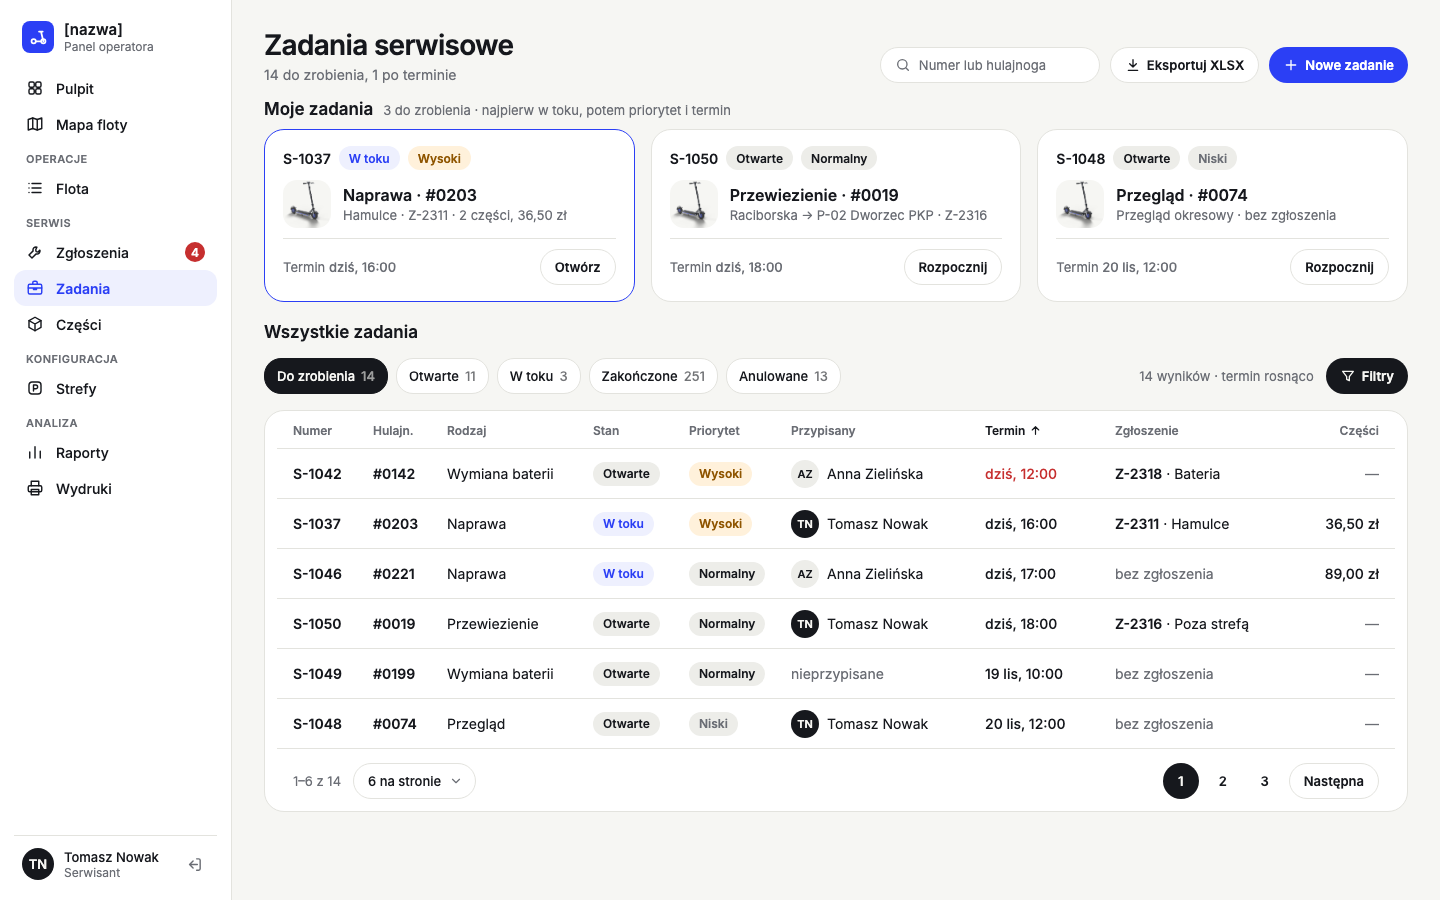 [nazwa]
Panel operatora
Pulpit
Mapa floty
OPERACJE
Flota
SERWIS
Zgłoszenia 4
Zadania
Części
KONFIGURACJA
Strefy
ANALIZA
Raporty
Wydruki
TN Tomasz Nowak
Serwisant
Zadania serwisowe
14 do zrobienia, 1 po terminie
Numer lub hulajnoga
Eksportuj XLSX
Nowe zadanie
Moje zadania 3 do zrobienia · najpierw w toku, potem priorytet i termin
S-1037 W toku Wysoki
Naprawa · #0203
Hamulce · Z-2311 · 2 części, 36,50 zł
Termin dziś, 16:00 Otwórz
S-1050 Otwarte Normalny
Przewiezienie · #0019
Raciborska → P-02 Dworzec PKP · Z-2316
Termin dziś, 18:00 Rozpocznij
S-1048 Otwarte Niski
Przegląd · #0074
Przegląd okresowy · bez zgłoszenia
Termin 20 lis, 12:00 Rozpocznij
Wszystkie zadania
Do zrobienia 14 Otwarte 11 W toku 3 Zakończone 251 Anulowane 13 14 wyników · termin rosnąco Filtry
Numer Hulajn. Rodzaj Stan Priorytet Przypisany Termin ↑ Zgłoszenie Części
S-1042 #0142 Wymiana baterii Otwarte Wysoki AZ Anna Zielińska dziś, 12:00 Z-2318 · Bateria —
S-1037 #0203 Naprawa W toku Wysoki TN Tomasz Nowak dziś, 16:00 Z-2311 · Hamulce 36,50 zł
S-1046 #0221 Naprawa W toku Normalny AZ Anna Zielińska dziś, 17:00 bez zgłoszenia 89,00 zł
S-1050 #0019 Przewiezienie Otwarte Normalny TN Tomasz Nowak dziś, 18:00 Z-2316 · Poza strefą —
S-1049 #0199 Wymiana baterii Otwarte Normalny nieprzypisane 19 lis, 10:00 bez zgłoszenia —
S-1048 #0074 Przegląd Otwarte Niski TN Tomasz Nowak 20 lis, 12:00 bez zgłoszenia —
1–6 z 14 6 na stronie 1 2 3 Następna